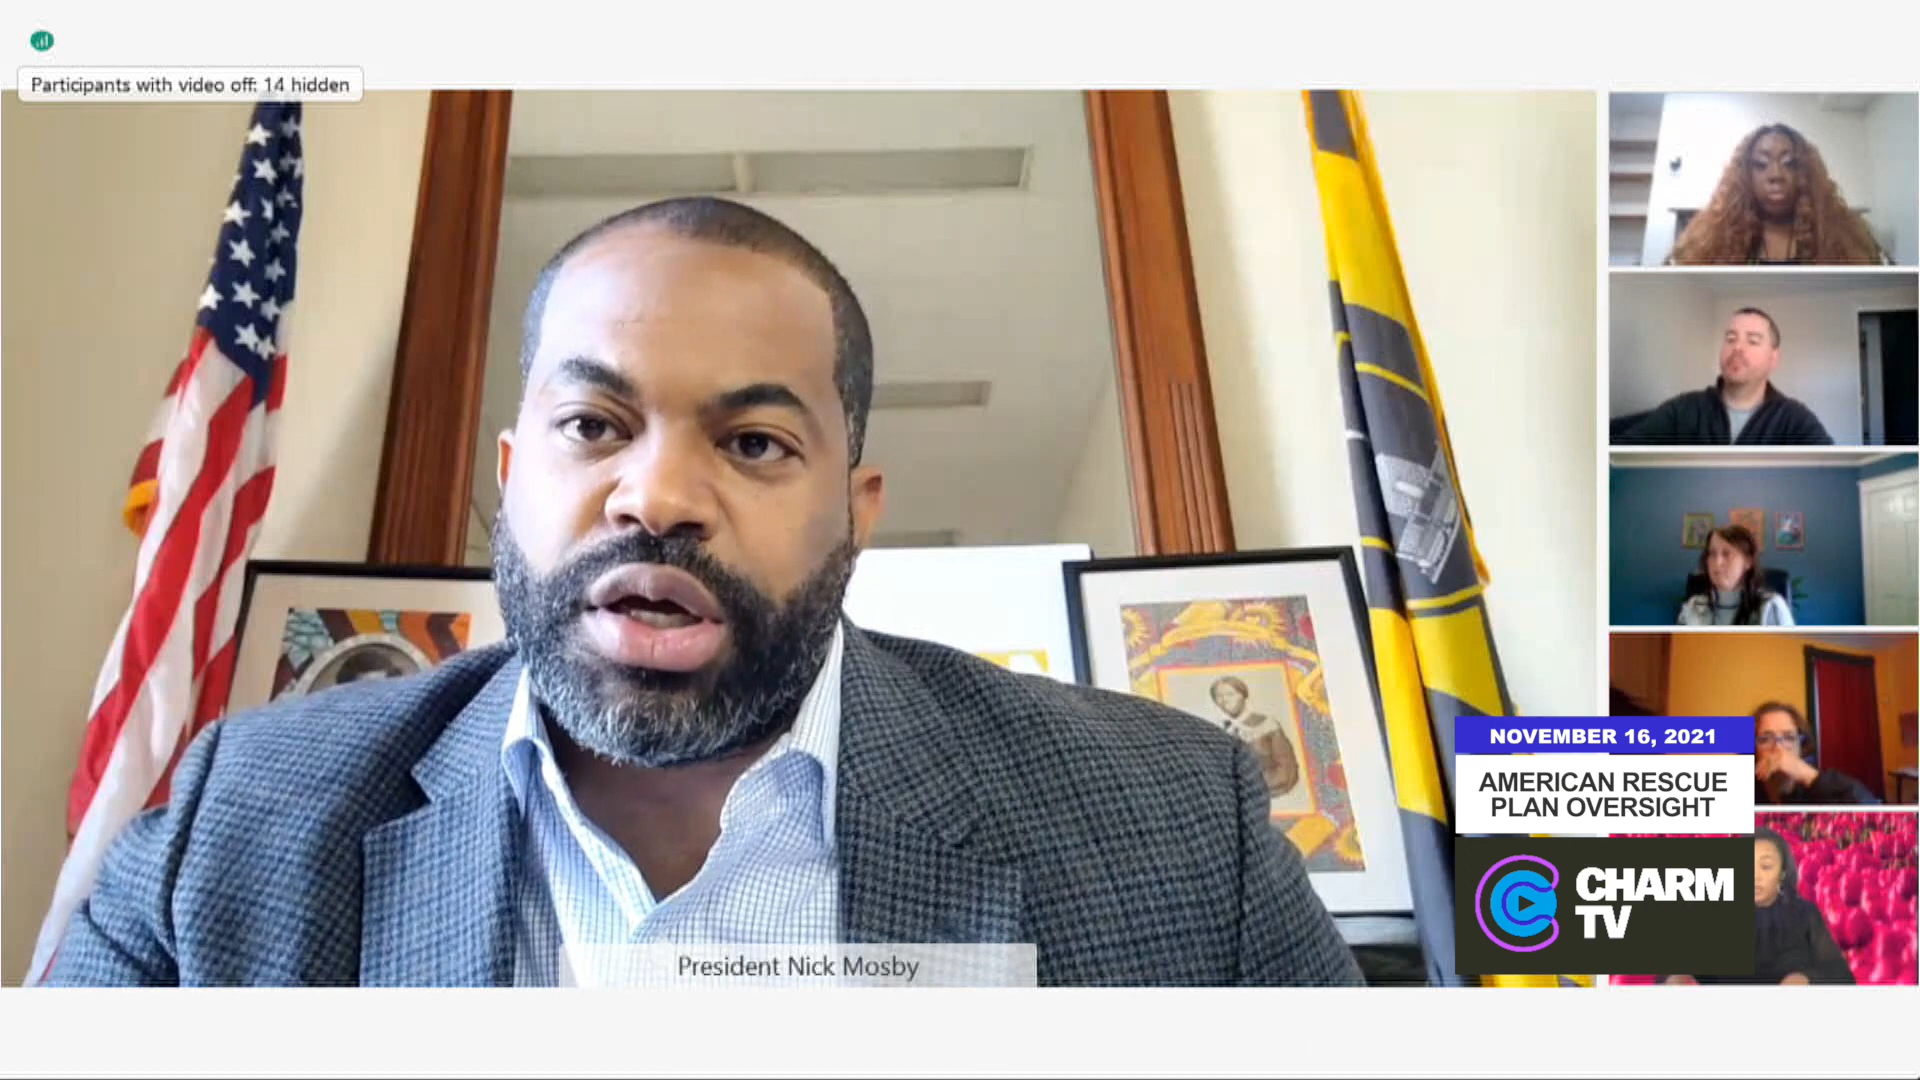 Participants with video off: 14 hidden
NOVEMBER 16, 2021
AMERICAN RESCUE
PLAN OVERSIGHT
CHARM
TV
President Nick Mosby